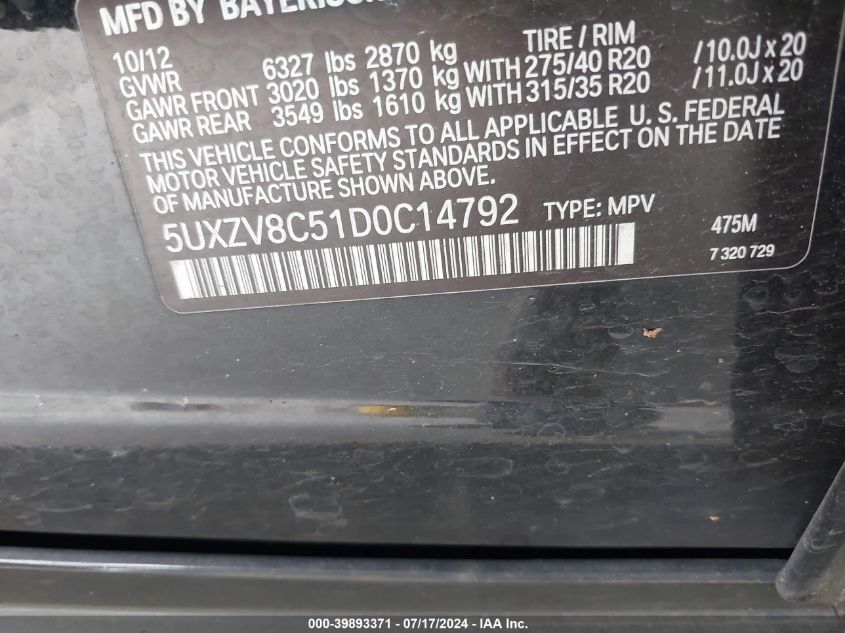 MFD BY BAYERISCH
10/12
GVWR 6327 lbs 2870 kg TIRE / RIM
GAWR FRONT 3020 lbs 1370 kg WITH 275/40 R20 / 10.0J x 20
GAWR REAR 3549 lbs 1610 kg WITH 315/35 R20 / 11.0J x 20
THIS VEHICLE CONFORMS TO ALL APPLICABLE U. S. FEDERAL
MOTOR VEHICLE SAFETY STANDARDS IN EFFECT ON THE DATE
OF MANUFACTURE SHOWN ABOVE.
5UXZV8C51D0C14792 TYPE: MPV 475M
7 320 729
000-39893371 / 07/17/2024 / IAA Inc.